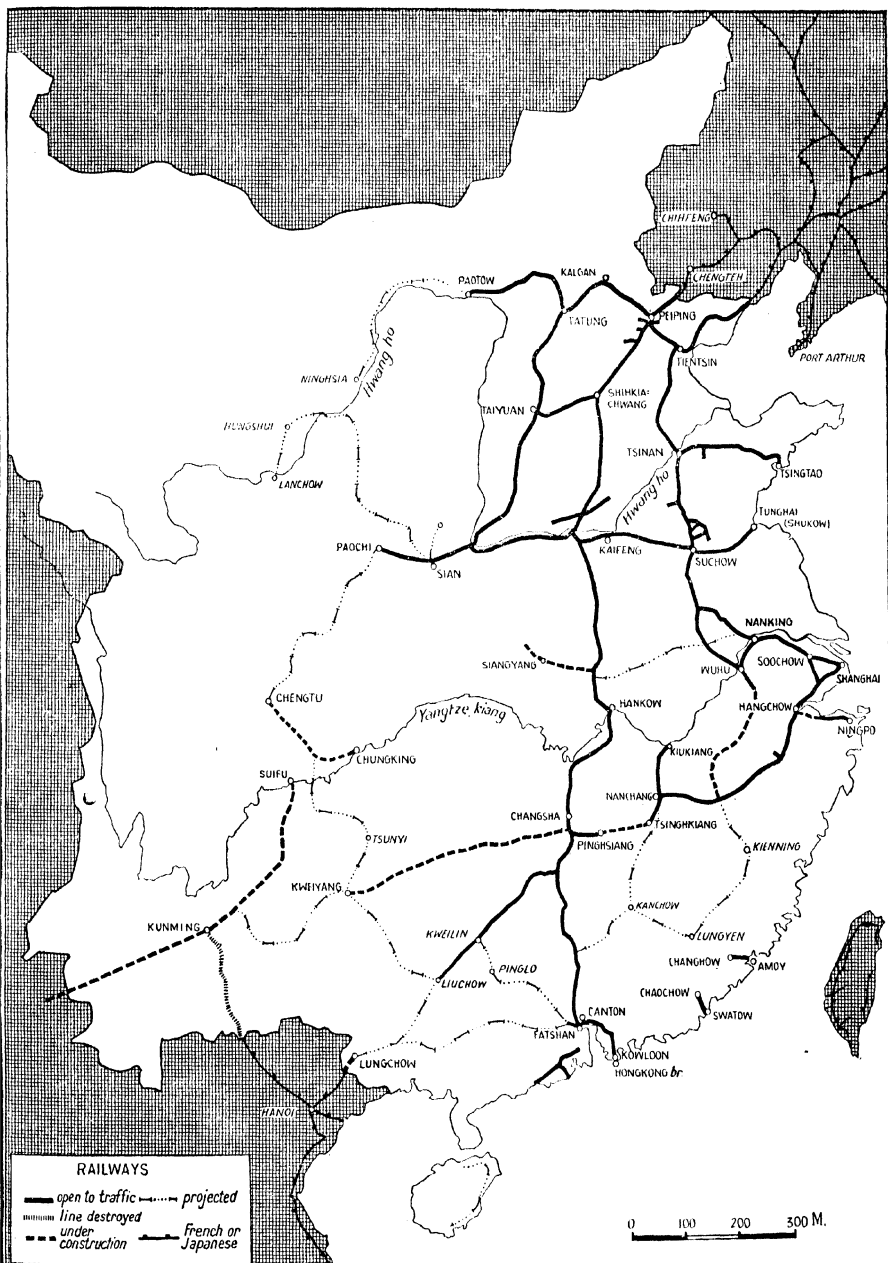 CHIHFENG
CHENGTEH
PAOTOW
KALGAN
TATUNG
PEIPING
TIENTSIN
PORT ARTHUR
NINGHSIA
Hwang ho
SHIHKIA-
CHWANG
TAIYUAN
HUNGSHUI
TSINAN
LANCHOW
TSINGTAO
Hwang ho
TUNGHAI
(SHUKOW)
PAOCHI
KAIFENG
SUCHOW
SIAN
NANKING
SIANGYANG
WUHU
SOOCHOW
SHANGHAI
CHENGTU
HANKOW
HANGCHOW
Yangtze kiang
NINGPO
CHUNGKING
KIUKIANG
SUIFU
NANCHANG
CHANGSHA
TSINGHKIANG
TSUNYI
PINGHSIANG
KIENNING
KWEIYANG
KANCHOW
KUNMING
KWEILIN
LUNGYEN
CHANGHOW
AMOY
PINGLO
LIUCHOW
CHAOCHOW
SWATOW
CANTON
FATSHAN
KOWLOON
LUNGCHOW
HONGKONG br
HANOI
RAILWAYS
open to traffic
projected
line destroyed
under
construction
French or
Japanese
0 100 200 300 M.